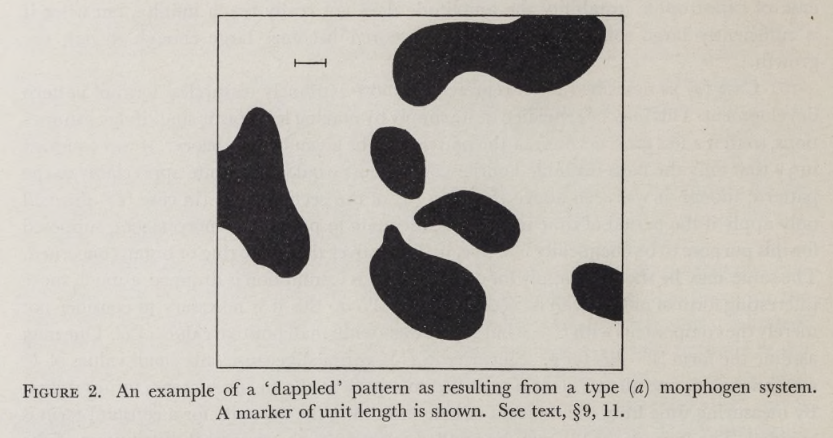 FIGURE 2. An example of a ‘dappled’ pattern as resulting from a type (a) morphogen system.
A marker of unit length is shown. See text, §9, 11.